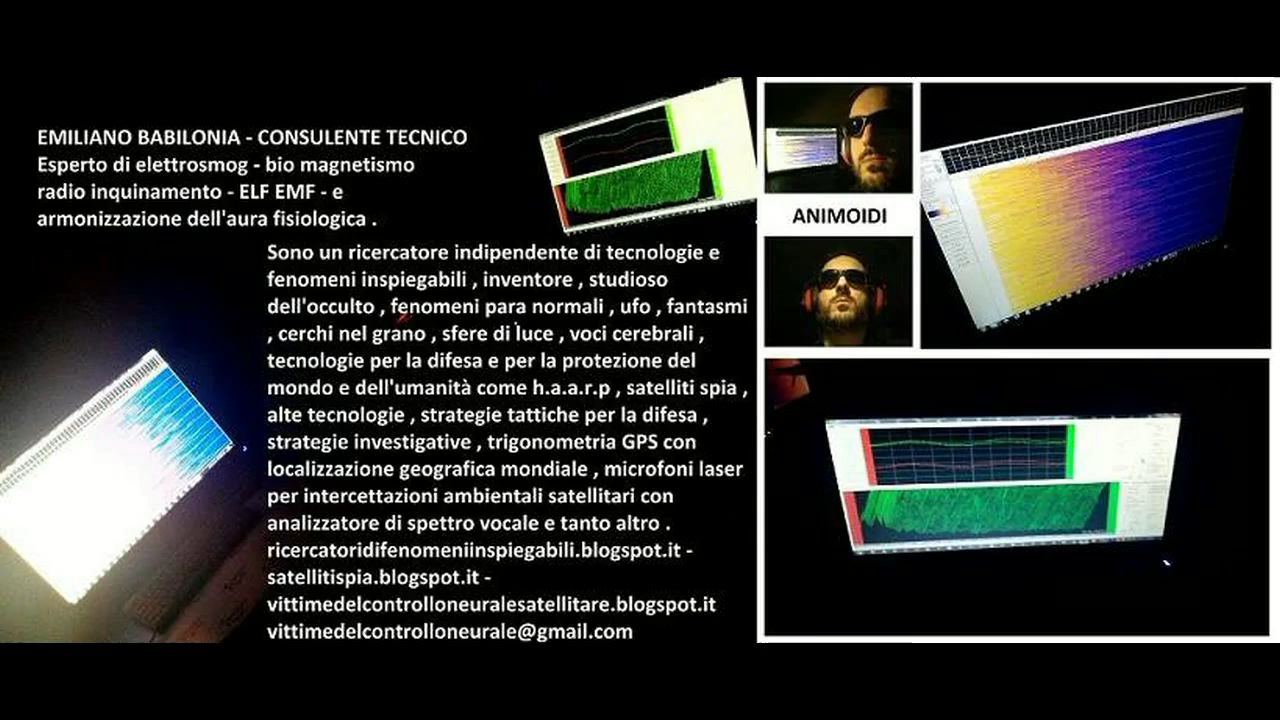 EMILIANO BABILONIA - CONSULENTE TECNICO
Esperto di elettrosmog - bio magnetismo
radio inquinamento - ELF EMF - e
armonizzazione dell'aura fisiologica .
Sono un ricercatore indipendente di tecnologie e
fenomeni inspiegabili , inventore , studioso
dell'occulto , fenomeni para normali , ufo , fantasmi
, cerchi nel grano , sfere di luce , voci cerebrali ,
tecnologie per la difesa e per la protezione del
mondo e dell'umanità come h.a.a.r.p , satelliti spia ,
alte tecnologie , strategie tattiche per la difesa ,
strategie investigative , trigonometria GPS con
localizzazione geografica mondiale , microfoni laser
per intercettazioni ambientali satellitari con
analizzatore di spettro vocale e tanto altro .
ricercatoridifenomeniinspiegabili.blogspot.it -
satellitispia.blogspot.it -
vittimedelcontrolloneuralesatellitare.blogspot.it
vittimedelcontrolloneurale@gmail.com
ANIMOIDI